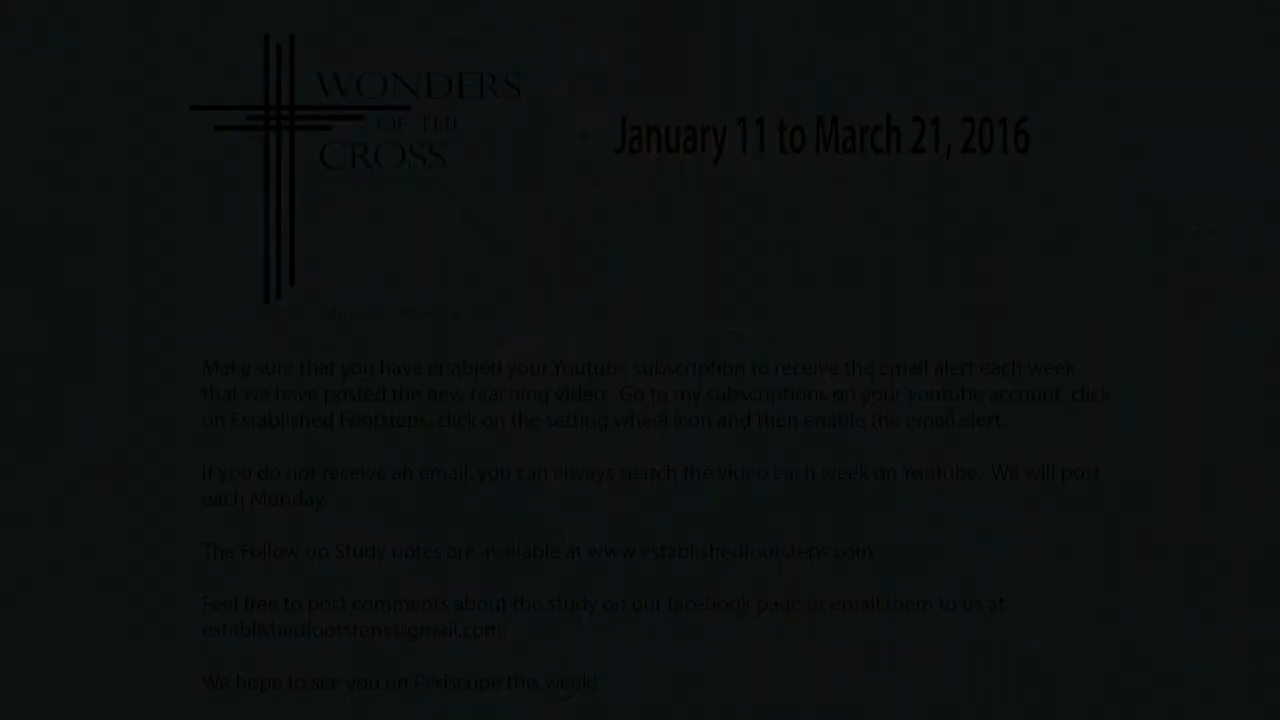 WONDERS
OF THE
CROSS
January 11 to March 21, 2016
Make sure that you have enabled your Youtube subscription to receive the email alert each week
that we have posted the new teaching video. Go to my subscriptions on your youtube account, click
on Established Footsteps, click on the setting wheel icon and then enable the email alert.
If you do not receive an email, you can always search the video each week on Youtube. We will post
each Monday.
The Follow up Study notes are available at www.establishedfootsteps.com
Feel free to post comments about the study on our facebook page or email them to us at
establishedfootsteps@gmail.com.
We hope to see you on Periscope this week!